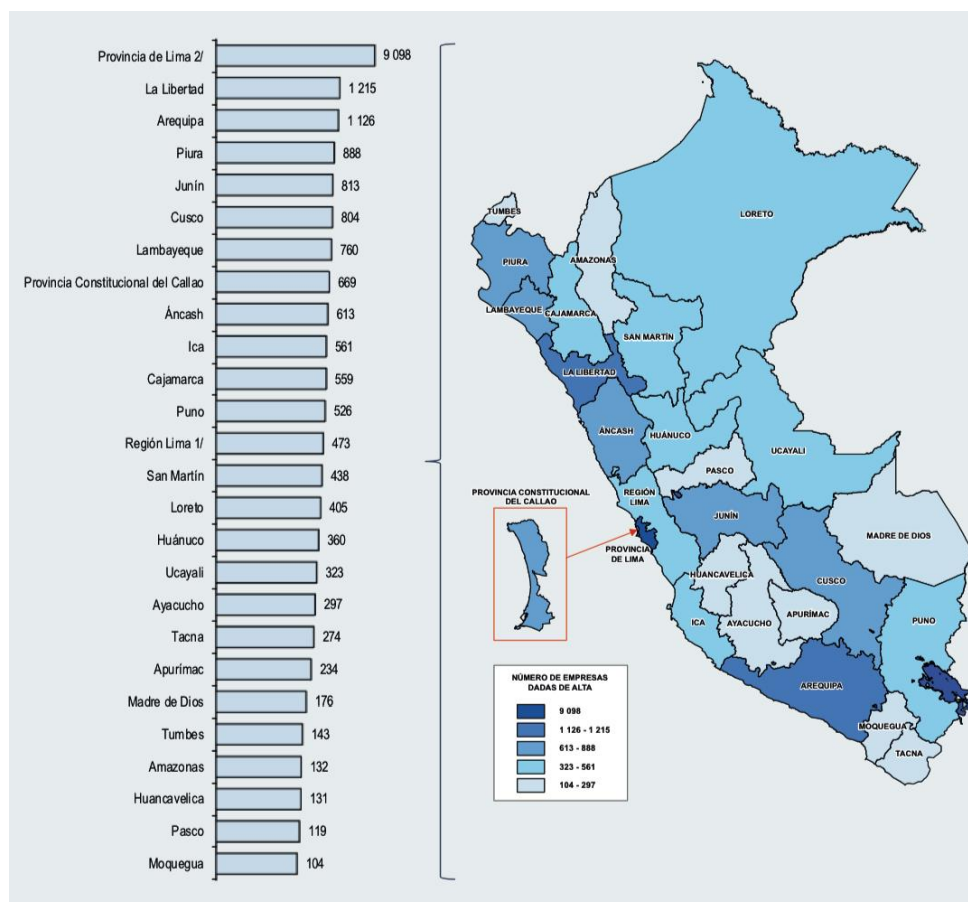 Provincia de Lima 2/ 9 098
La Libertad 1 215
Arequipa 1 126
Piura 888
Junín 813
Cusco 804
Lambayeque 760
Provincia Constitucional del Callao 669
Áncash 613
Ica 561
Cajamarca 559
Puno 526
Región Lima 1/ 473
San Martín 438
Loreto 405
Huánuco 360
Ucayali 323
Ayacucho 297
Tacna 274
Apurímac 234
Madre de Dios 176
Tumbes 143
Amazonas 132
Huancavelica 131
Pasco 119
Moquegua 104
TUMBES
LORETO
PIURA
AMAZONAS
LAMBAYEQUE
CAJAMARCA
SAN MARTÍN
LA LIBERTAD
ÁNCASH
HUÁNUCO
UCAYALI
PASCO
REGIÓN
LIMA
JUNÍN
MADRE DE DIOS
PROVINCIA
DE LIMA
HUANCAVELICA
CUSCO
ICA
AYACUCHO
APURÍMAC
PUNO
AREQUIPA
MOQUEGUA
TACNA
PROVINCIA CONSTITUCIONAL
DEL CALLAO
NÚMERO DE EMPRESAS
DADAS DE ALTA
9 098
1 126 - 1 215
613 - 888
323 - 561
104 - 297